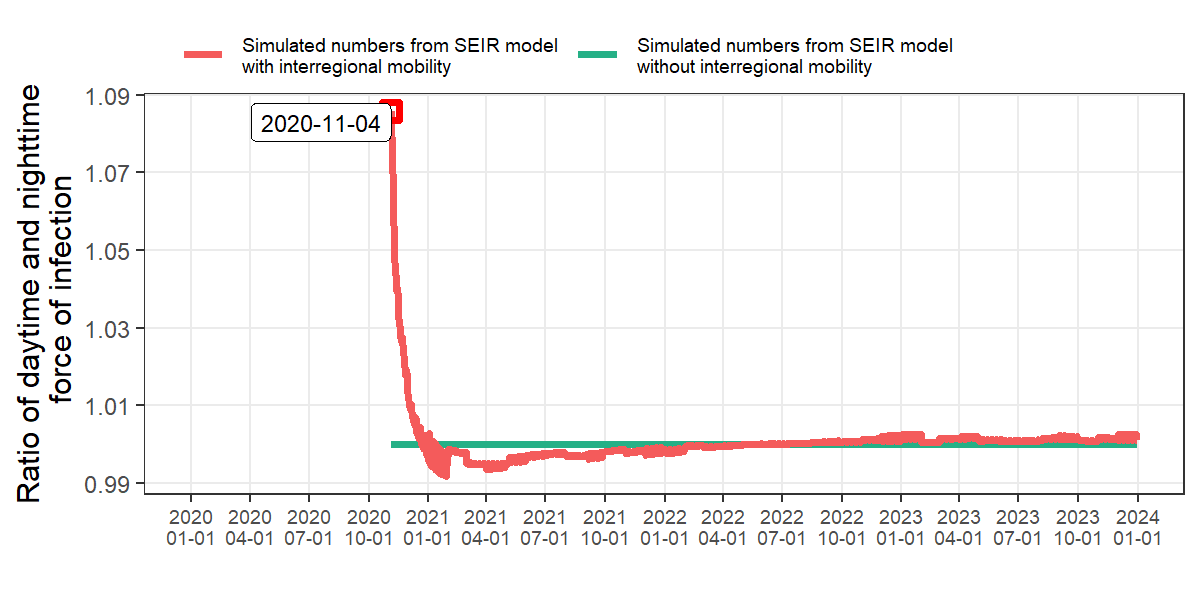 Simulated numbers from SEIR model
with interregional mobility
Simulated numbers from SEIR model
without interregional mobility
Ratio of daytime and nighttime
force of infection
1.09
1.07
1.05
1.03
1.01
0.99
2020-11-04
2020 2020 2020 2020 2021 2021 2021 2021 2022 2022 2022 2022 2023 2023 2023 2023 2024
01-01 04-01 07-01 10-01 01-01 04-01 07-01 10-01 01-01 04-01 07-01 10-01 01-01 04-01 07-01 10-01 01-01